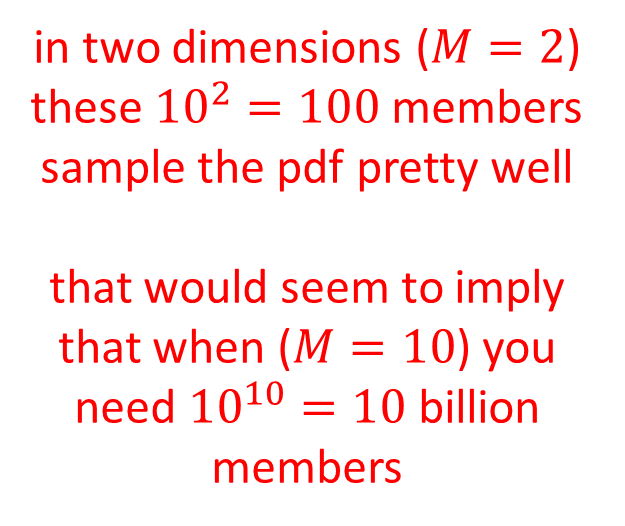 in two dimensions (M = 2)
these 10² = 100 members
sample the pdf pretty well
that would seem to imply
that when (M = 10) you
need 10¹⁰ = 10 billion
members